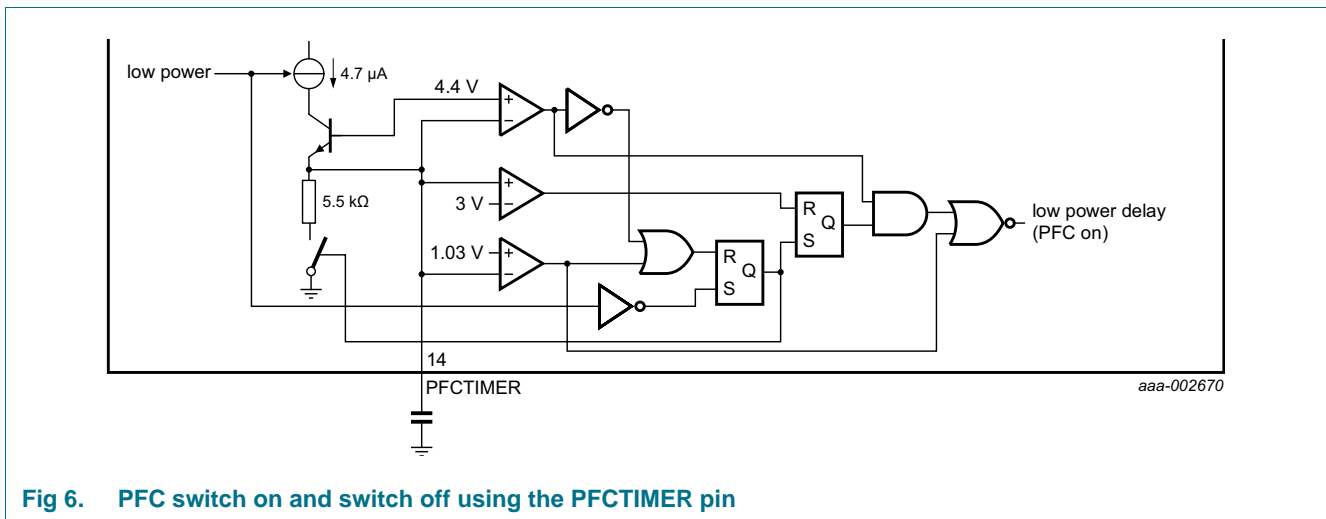 low power
4.7 μA
4.4 V
5.5 kΩ
3 V
1.03 V
R
Q
S
R
Q
S
low power delay
(PFC on)
14
PFCTIMER
aaa-002670
Fig 6. PFC switch on and switch off using the PFCTIMER pin